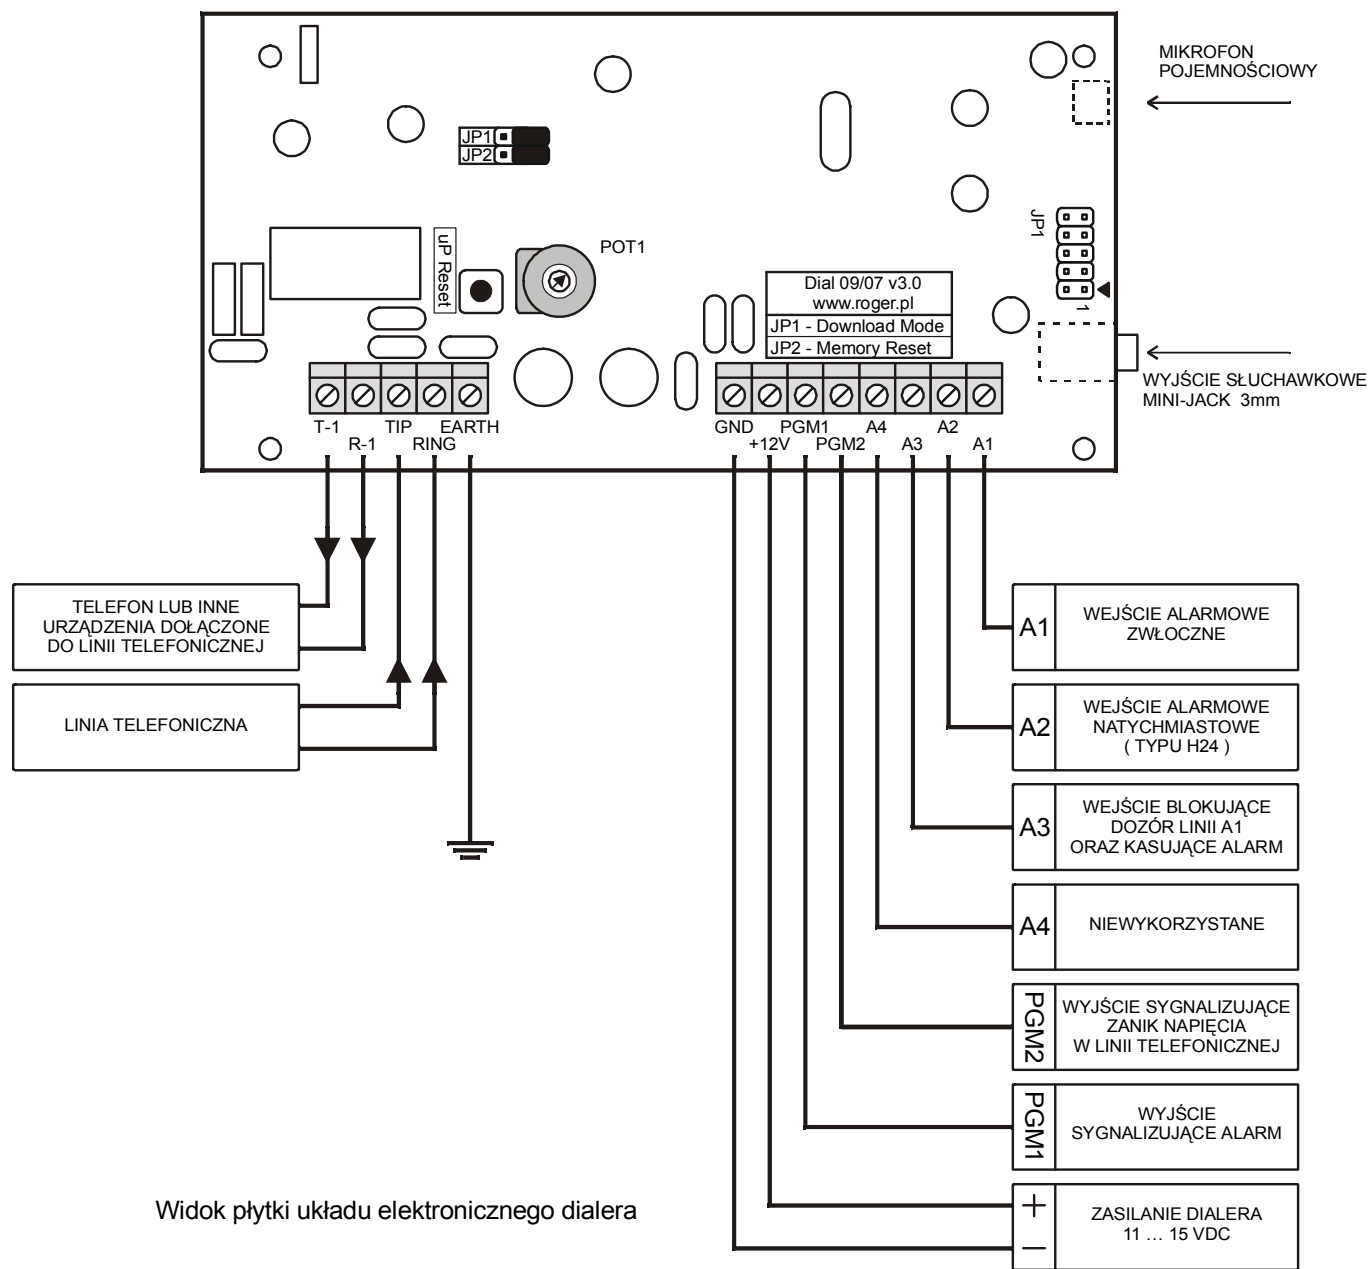 MIKROFON
POJEMNOŚCIOWY
JP1
JP2
JP1
1
uP Reset
POT1
Dial 09/07 v3.0
www.roger.pl
JP1 - Download Mode
JP2 - Memory Reset
WYJŚCIE SŁUCHAWKOWE
MINI-JACK 3mm
T-1 TIP EARTH
R-1 RING
GND PGM1 A4 A2
+12V PGM2 A3 A1
TELEFON LUB INNE
URZĄDZENIA DOŁĄCZONE
DO LINII TELEFONICZNEJ
LINIA TELEFONICZNA
A1
WEJŚCIE ALARMOWE
ZWŁOCZNE
A2
WEJŚCIE ALARMOWE
NATYCHMIASTOWE
( TYPU H24 )
A3
WEJŚCIE BLOKUJĄCE
DOZÓR LINII A1
ORAZ KASUJĄCE ALARM
A4
NIEWYKORZYSTANE
PGM2
WYJŚCIE SYGNALIZUJĄCE
ZANIK NAPIĘCIA
W LINII TELEFONICZNEJ
PGM1
WYJŚCIE
SYGNALIZUJĄCE ALARM
+
–
ZASILANIE DIALERA
11 … 15 VDC
Widok płytki układu elektronicznego dialera